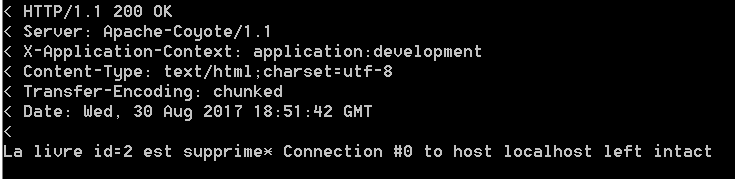 < HTTP/1.1 200 OK
< Server: Apache-Coyote/1.1
< X-Application-Context: application:development
< Content-Type: text/html;charset=utf-8
< Transfer-Encoding: chunked
< Date: Wed, 30 Aug 2017 18:51:42 GMT
<
La livre id=2 est supprime* Connection #0 to host localhost left intact